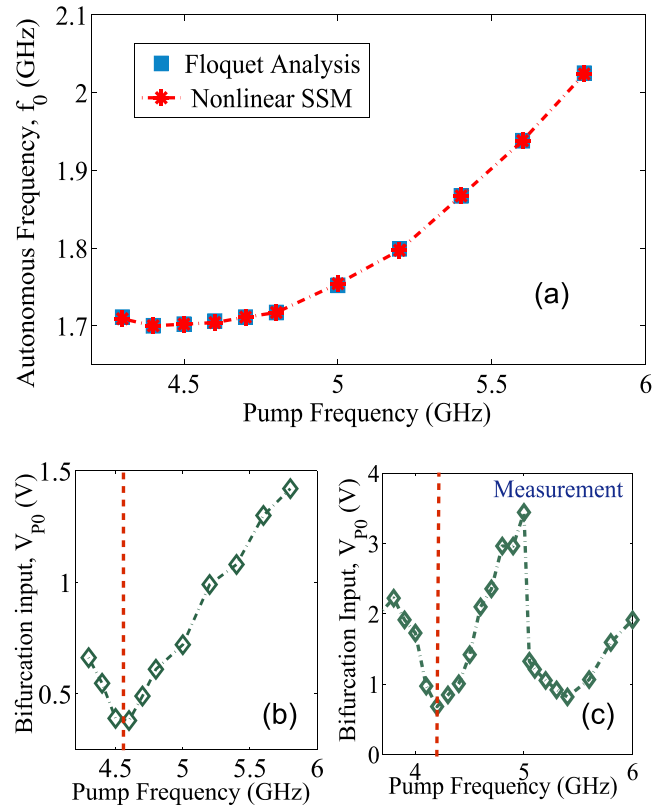 2.1
2
1.9
1.8
1.7
Autonomous Frequency, f0 (GHz)
Floquet Analysis
Nonlinear SSM
(a)
4.5 5 5.5 6
Pump Frequency (GHz)
1.5
1
0.5
Bifurcation input, VP0 (V)
(b)
4.5 5 5.5 6
Pump Frequency (GHz)
4
3
2
1
0
Bifurcation Input, VP0 (V)
Measurement
(c)
4 5 6
Pump Frequency (GHz)